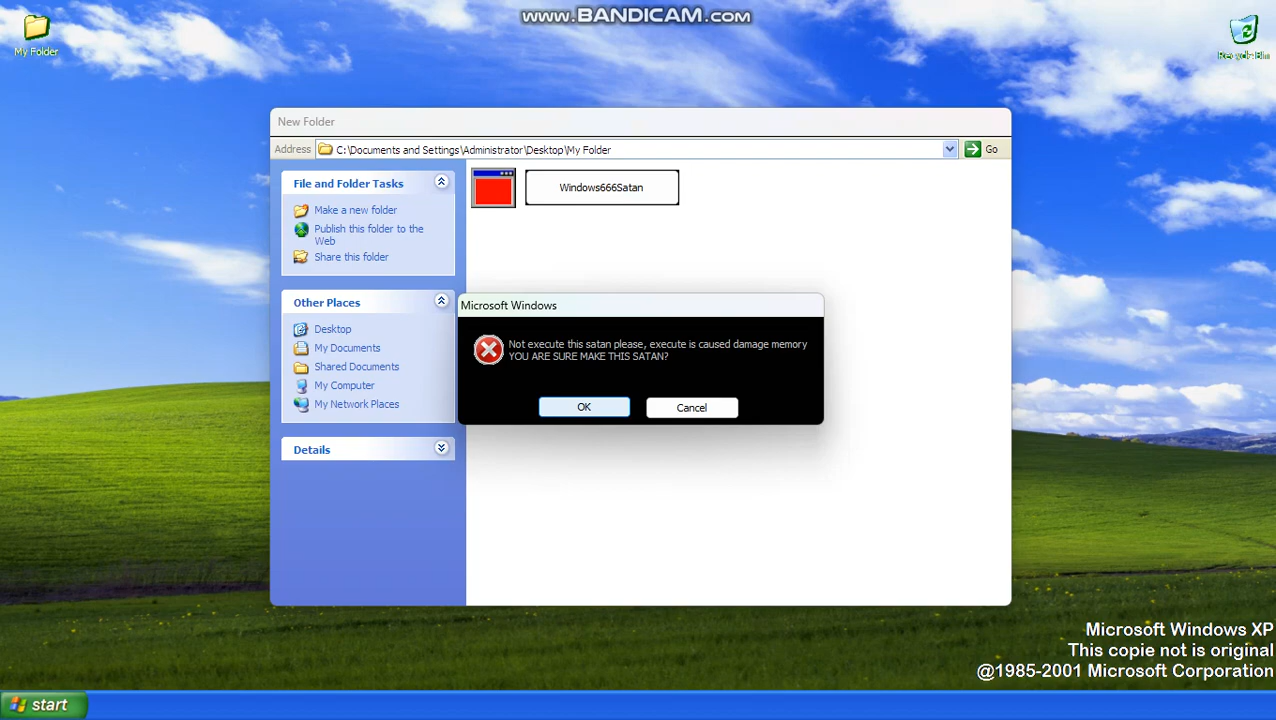 www.BANDICAM.com
My Folder
Recycle Bin
New Folder
Address C:\Documents and Settings\Administrator\Desktop\My Folder Go
File and Folder Tasks
Make a new folder
Publish this folder to the
Web
Share this folder
Other Places
Desktop
My Documents
Shared Documents
My Computer
My Network Places
Details
Windows666Satan
Microsoft Windows
Not execute this satan please, execute is caused damage memory
YOU ARE SURE MAKE THIS SATAN?
OK
Cancel
Microsoft Windows XP
This copie not is original
@1985-2001 Microsoft Corporation
start